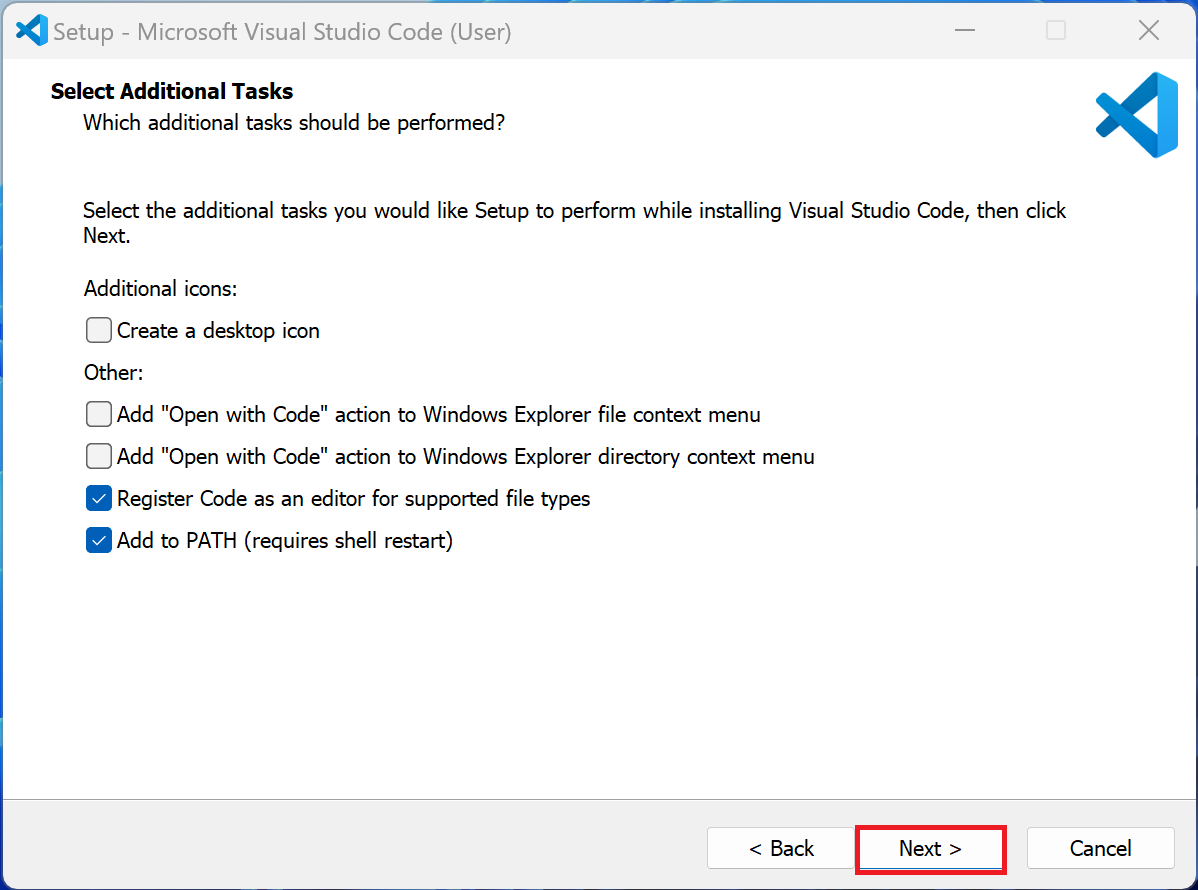 Setup - Microsoft Visual Studio Code (User)
Select Additional Tasks
Which additional tasks should be performed?
Select the additional tasks you would like Setup to perform while installing Visual Studio Code, then click
Next.
Additional icons:
Create a desktop icon
Other:
Add "Open with Code" action to Windows Explorer file context menu
Add "Open with Code" action to Windows Explorer directory context menu
Register Code as an editor for supported file types
Add to PATH (requires shell restart)
< Back Next > Cancel